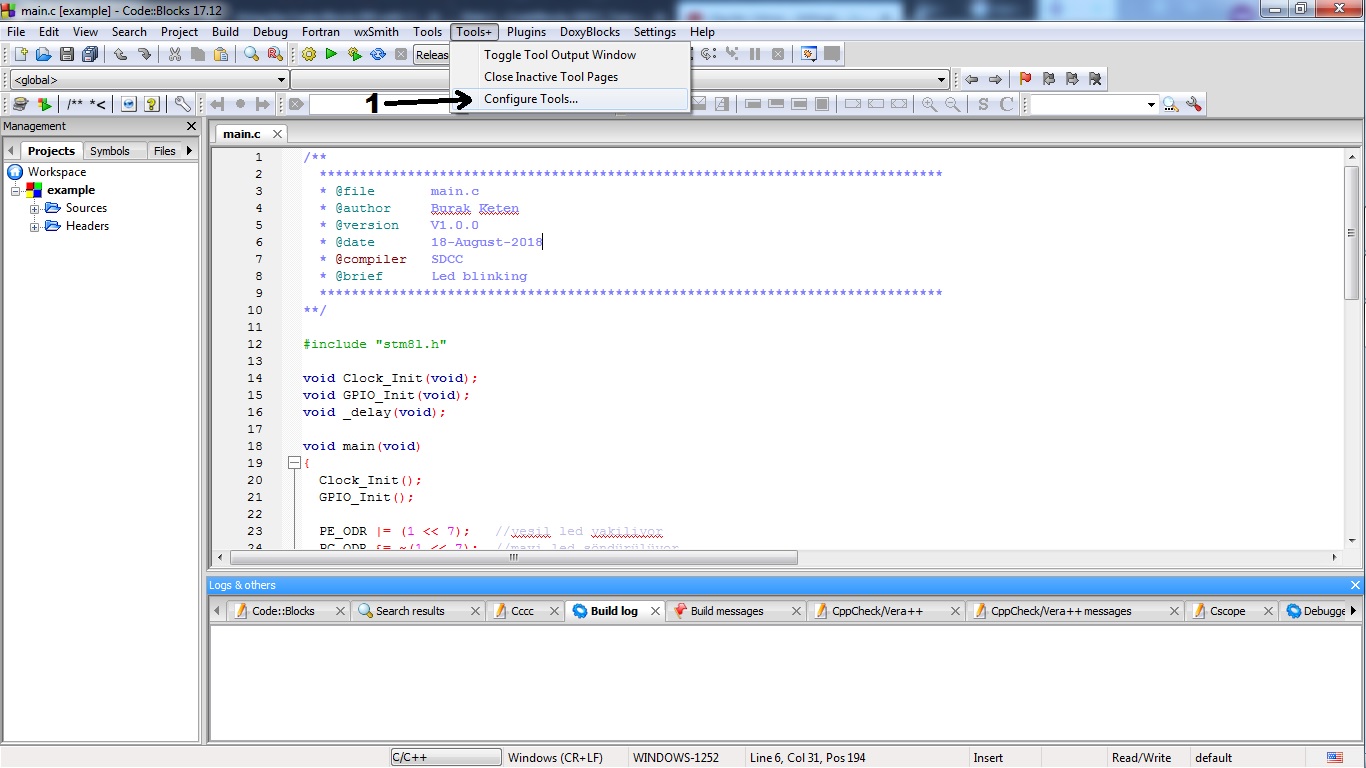 main.c [example] - Code::Blocks 17.12
File Edit View Search Project Build Debug Fortran wxSmith Tools Tools+ Plugins DoxyBlocks Settings Help
Releas
Toggle Tool Output Window
Close Inactive Tool Pages
Configure Tools...
1
<global>
/** *<
S C
Management
Projects Symbols Files
Workspace
example
Sources
Headers
main.c
1 /**
2 ******************************************************************************
3 * @file main.c
4 * @author Burak Keten
5 * @version V1.0.0
6 * @date 18-August-2018
7 * @compiler SDCC
8 * @brief Led blinking
9 ******************************************************************************
10 **/
11
12 #include "stm8l.h"
13
14 void Clock_Init(void);
15 void GPIO_Init(void);
16 void _delay(void);
17
18 void main(void)
19 {
20 Clock_Init();
21 GPIO_Init();
22
23 PE_ODR |= (1 << 7); //yesil led yakiliyor
24 PC_ODR &= ~(1 << 7); //mavi led söndürülüyor
Logs & others
Code::Blocks Search results Cccc Build log Build messages CppCheck/Vera++ CppCheck/Vera++ messages Cscope Debugge
C/C++ Windows (CR+LF) WINDOWS-1252 Line 6, Col 31, Pos 194 Insert Read/Write default